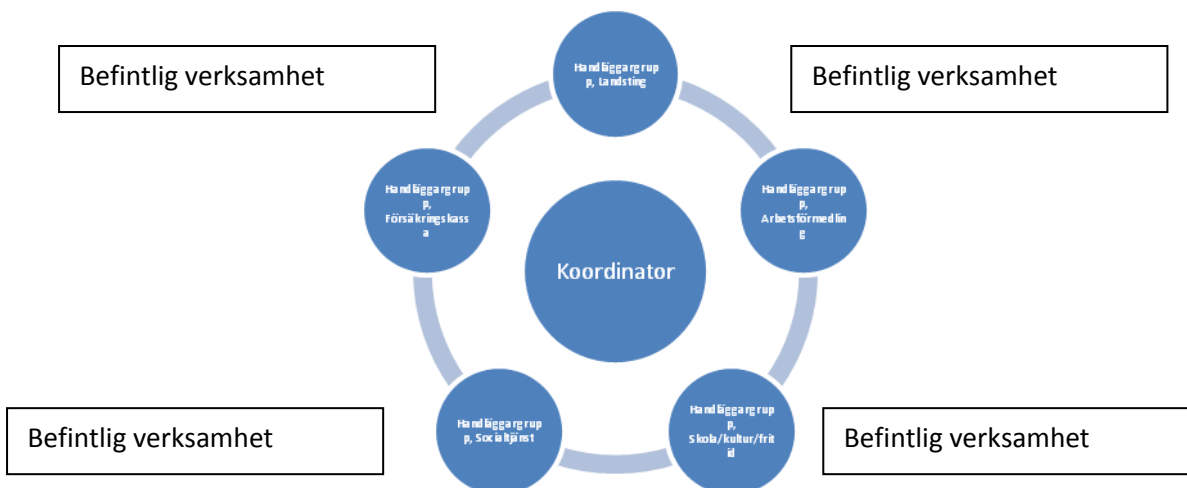 Befintlig verksamhet
Handläggargrup
p, Landsting
Befintlig verksamhet
Handläggargrup
p,
Försäkringskass
a
Handläggargrup
p,
Arbetsförmedlin
g
Koordinator
Handläggargrup
p, Socialtjänst
Handläggargrup
p,
Skola/kultur/frit
id
Befintlig verksamhet
Befintlig verksamhet